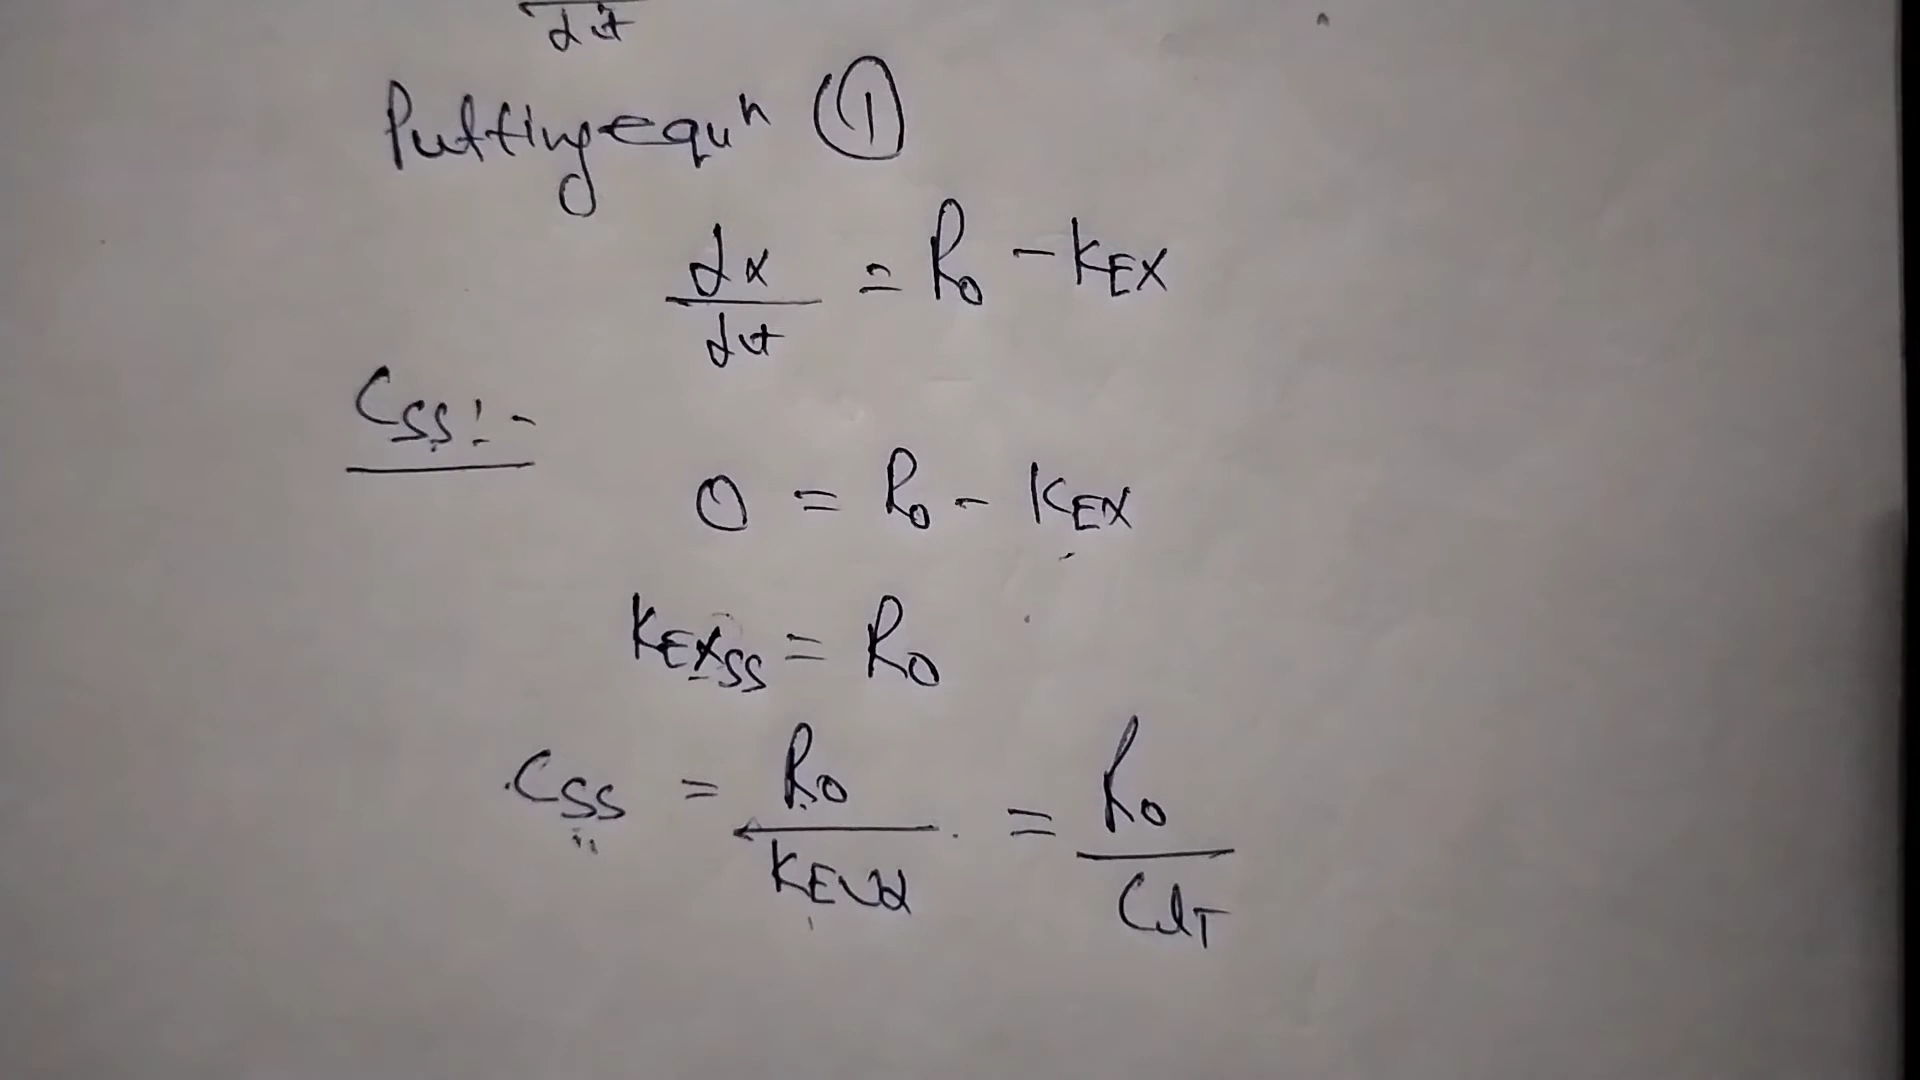 dt
Putting equⁿ ①
dx/dt = R₀ - KEX
Css:-
0 = R₀ - KEX
KEXss = R₀
Css = R₀/KEVd = R₀/ClT